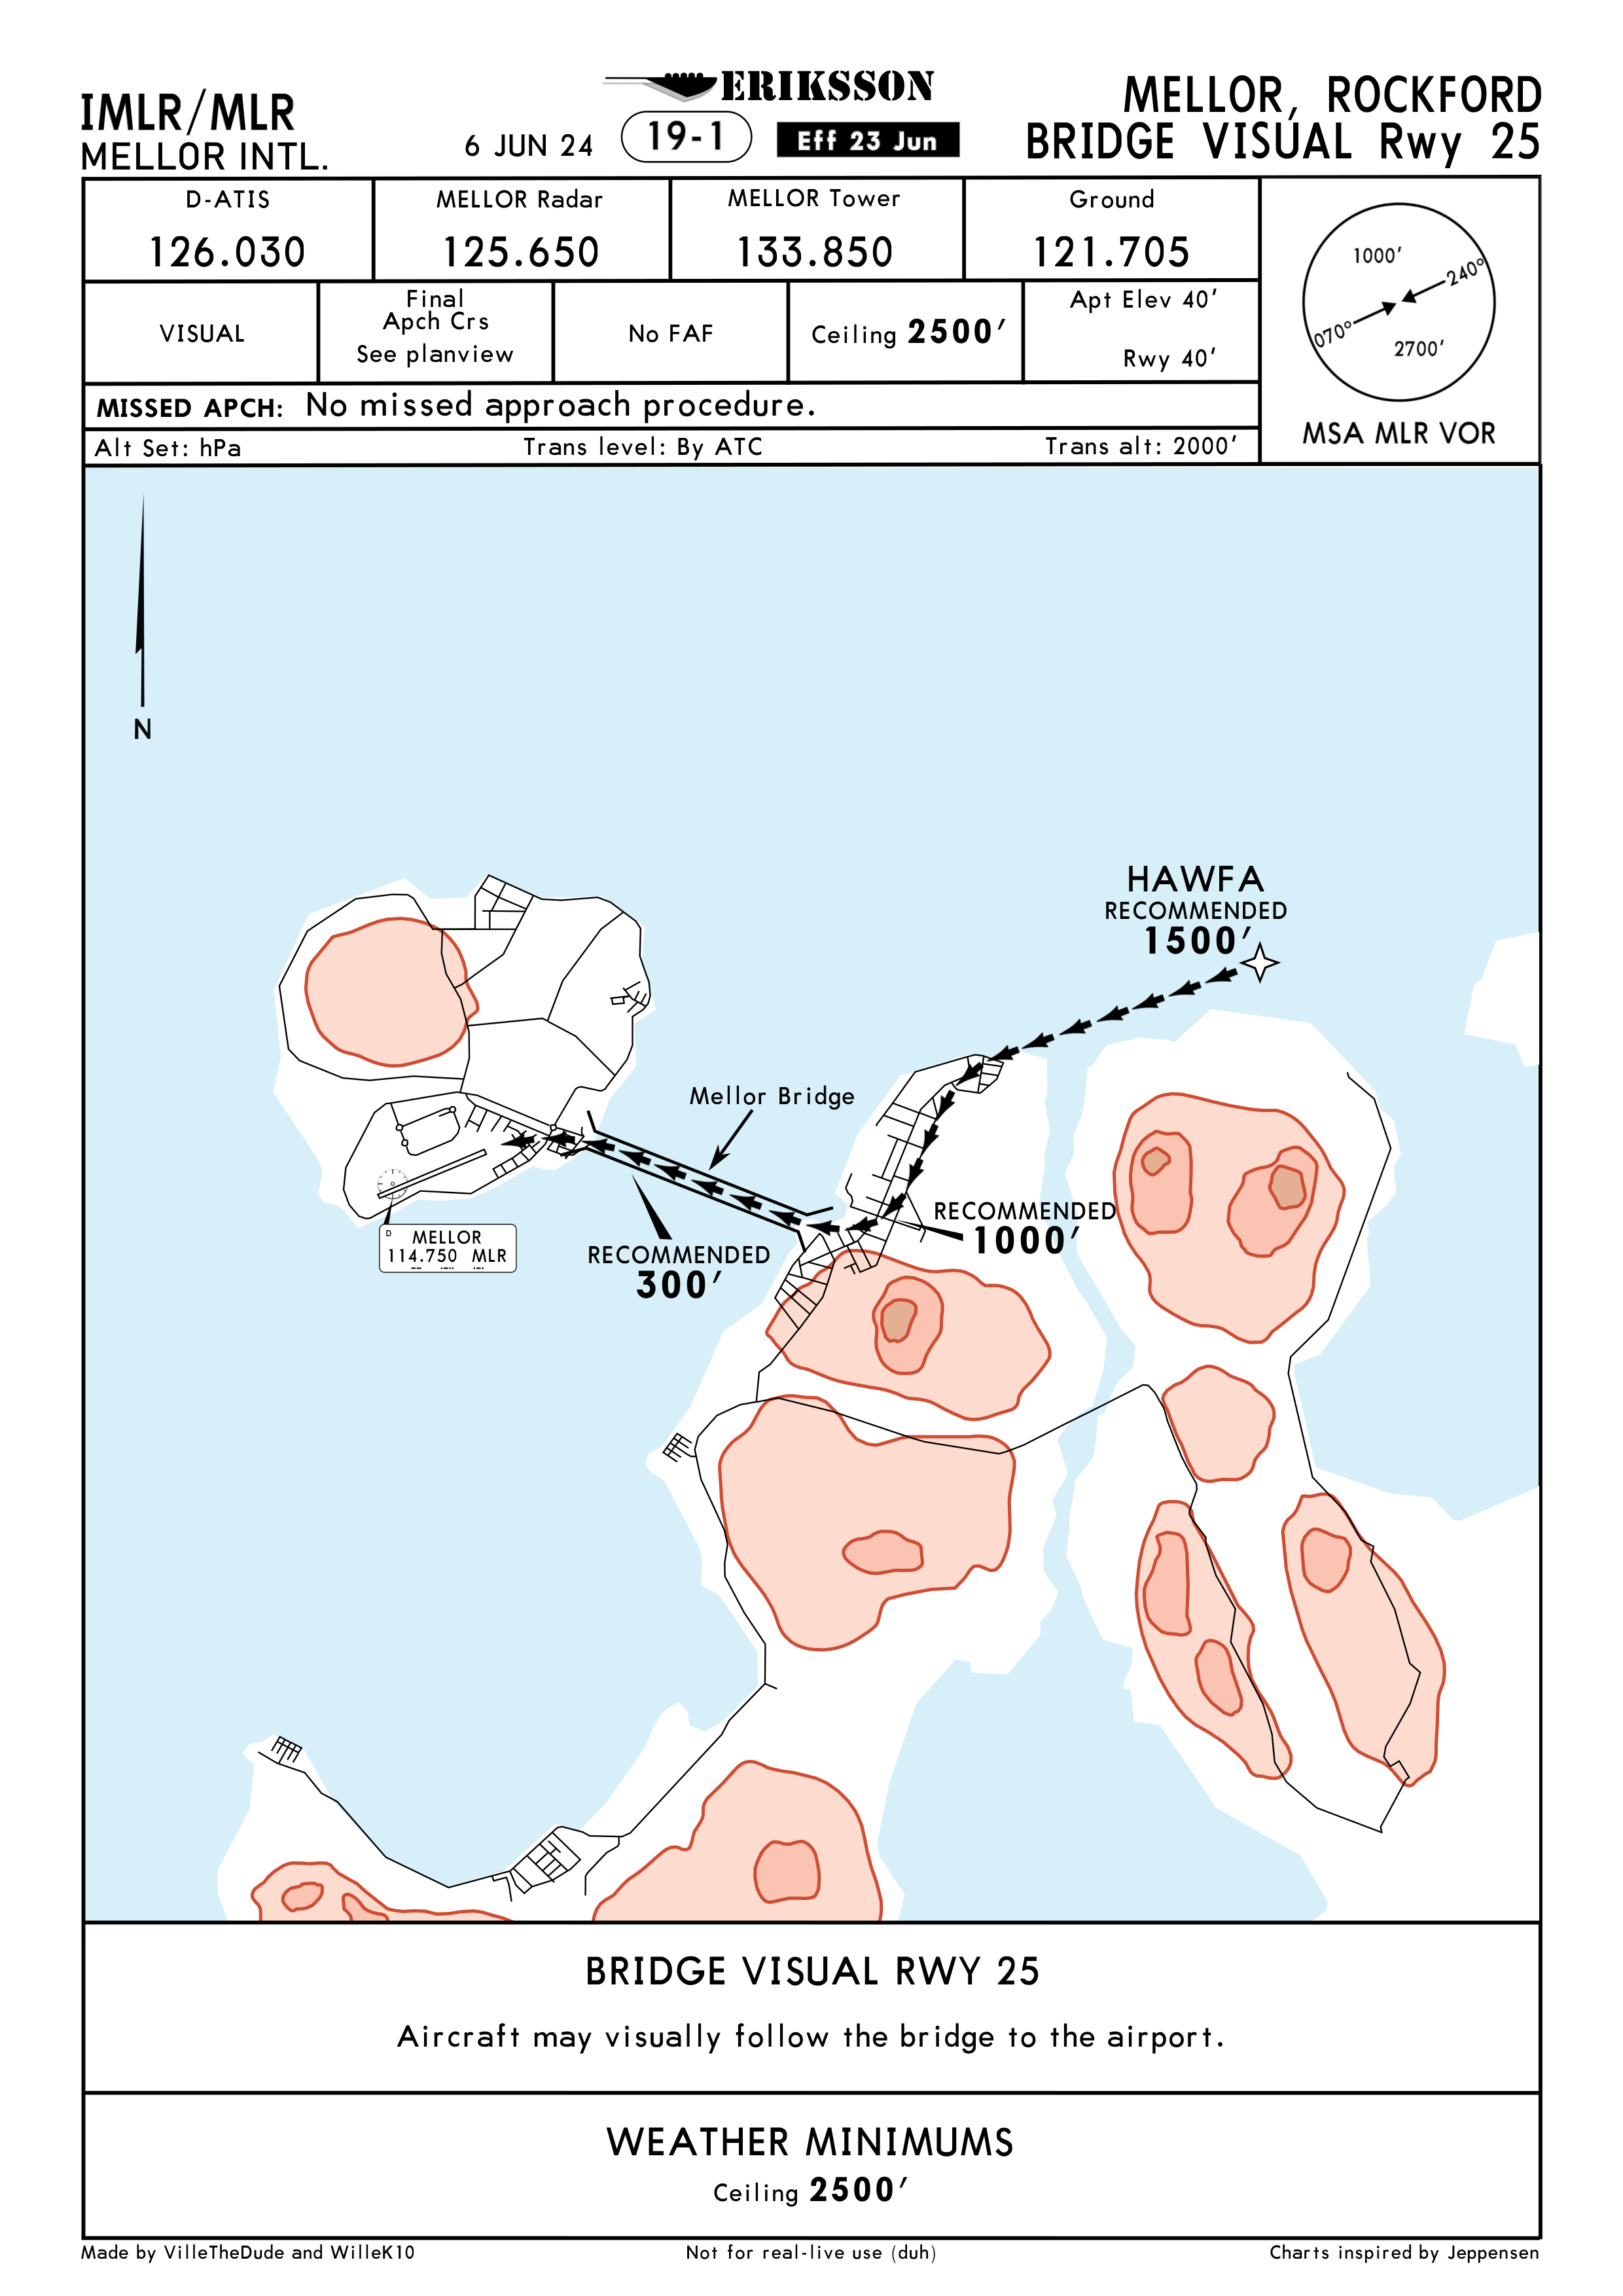 IMLR/MLR
MELLOR INTL.
6 JUN 24
ERIKSSON
19-1
Eff 23 Jun
MELLOR, ROCKFORD
BRIDGE VISUAL Rwy 25
D-ATIS
126.030
MELLOR Radar
125.650
MELLOR Tower
133.850
Ground
121.705
VISUAL
Final
Apch Crs
See planview
No FAF
Ceiling 2500'
Apt Elev 40'
Rwy 40'
MISSED APCH: No missed approach procedure.
Alt Set: hPa
Trans level: By ATC
Trans alt: 2000'
1000'
240°
070°
2700'
MSA MLR VOR
N
HAWFA
RECOMMENDED
1500'
Mellor Bridge
RECOMMENDED
1000'
RECOMMENDED
300'
D MELLOR
114.750 MLR
BRIDGE VISUAL RWY 25
Aircraft may visually follow the bridge to the airport.
WEATHER MINIMUMS
Ceiling 2500'
Made by VilleTheDude and WilleK10
Not for real-live use (duh)
Charts inspired by Jeppensen